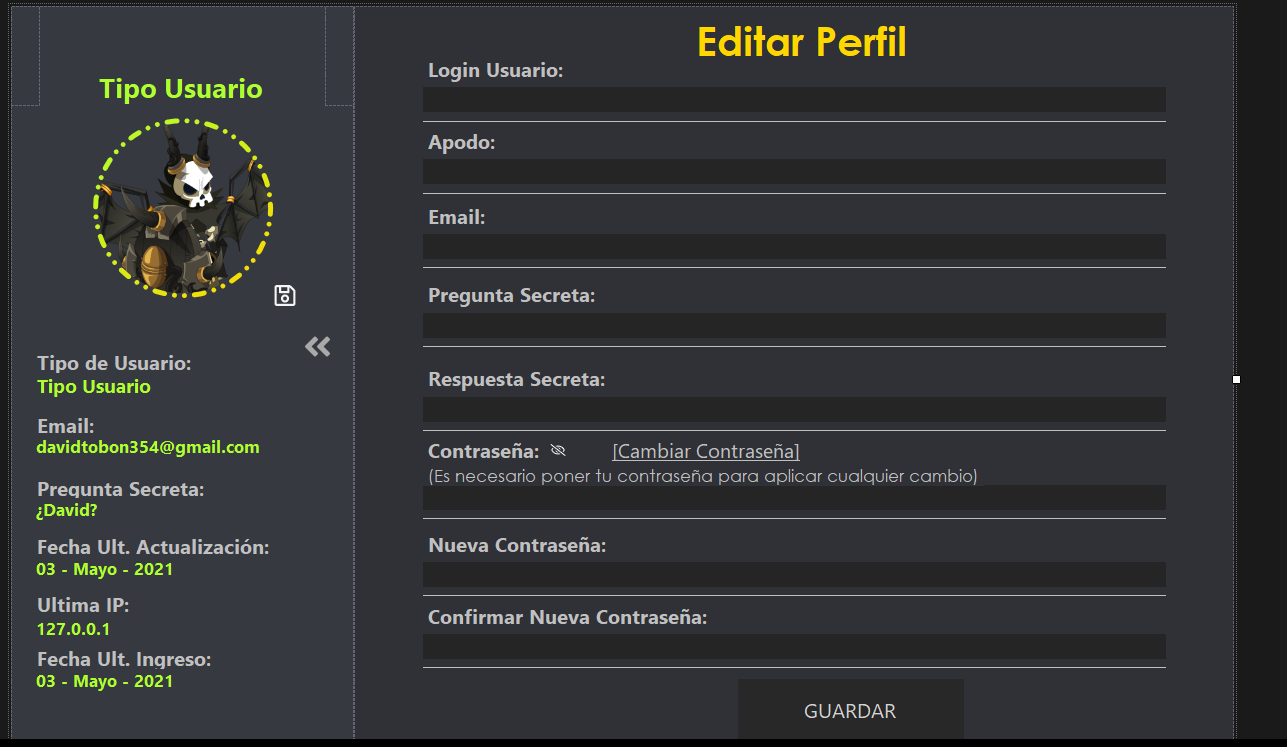 Tipo Usuario
Tipo de Usuario:
Tipo Usuario
Email:
davidtobon354@gmail.com
Pregunta Secreta:
¿David?
Fecha Ult. Actualización:
03 - Mayo - 2021
Ultima IP:
127.0.0.1
Fecha Ult. Ingreso:
03 - Mayo - 2021
Editar Perfil
Login Usuario:
Apodo:
Email:
Pregunta Secreta:
Respuesta Secreta:
Contraseña: [Cambiar Contraseña]
(Es necesario poner tu contraseña para aplicar cualquier cambio)
Nueva Contraseña:
Confirmar Nueva Contraseña:
GUARDAR